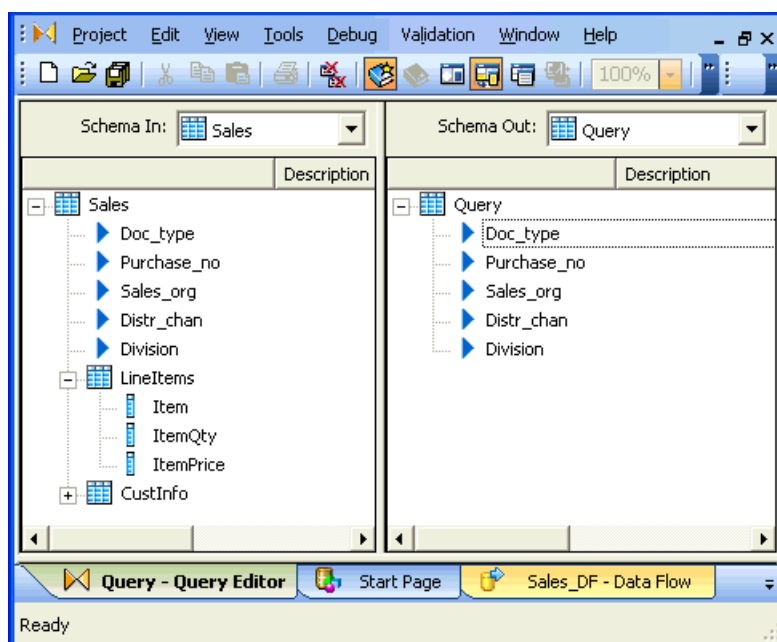 Project Edit View Tools Debug Validation Window Help
100%
Schema In: Sales
Schema Out: Query
Description
Description
Sales
Doc_type
Purchase_no
Sales_org
Distr_chan
Division
LineItems
Item
ItemQty
ItemPrice
CustInfo
Query
Doc_type
Purchase_no
Sales_org
Distr_chan
Division
Query - Query Editor
Start Page
Sales_DF - Data Flow
Ready